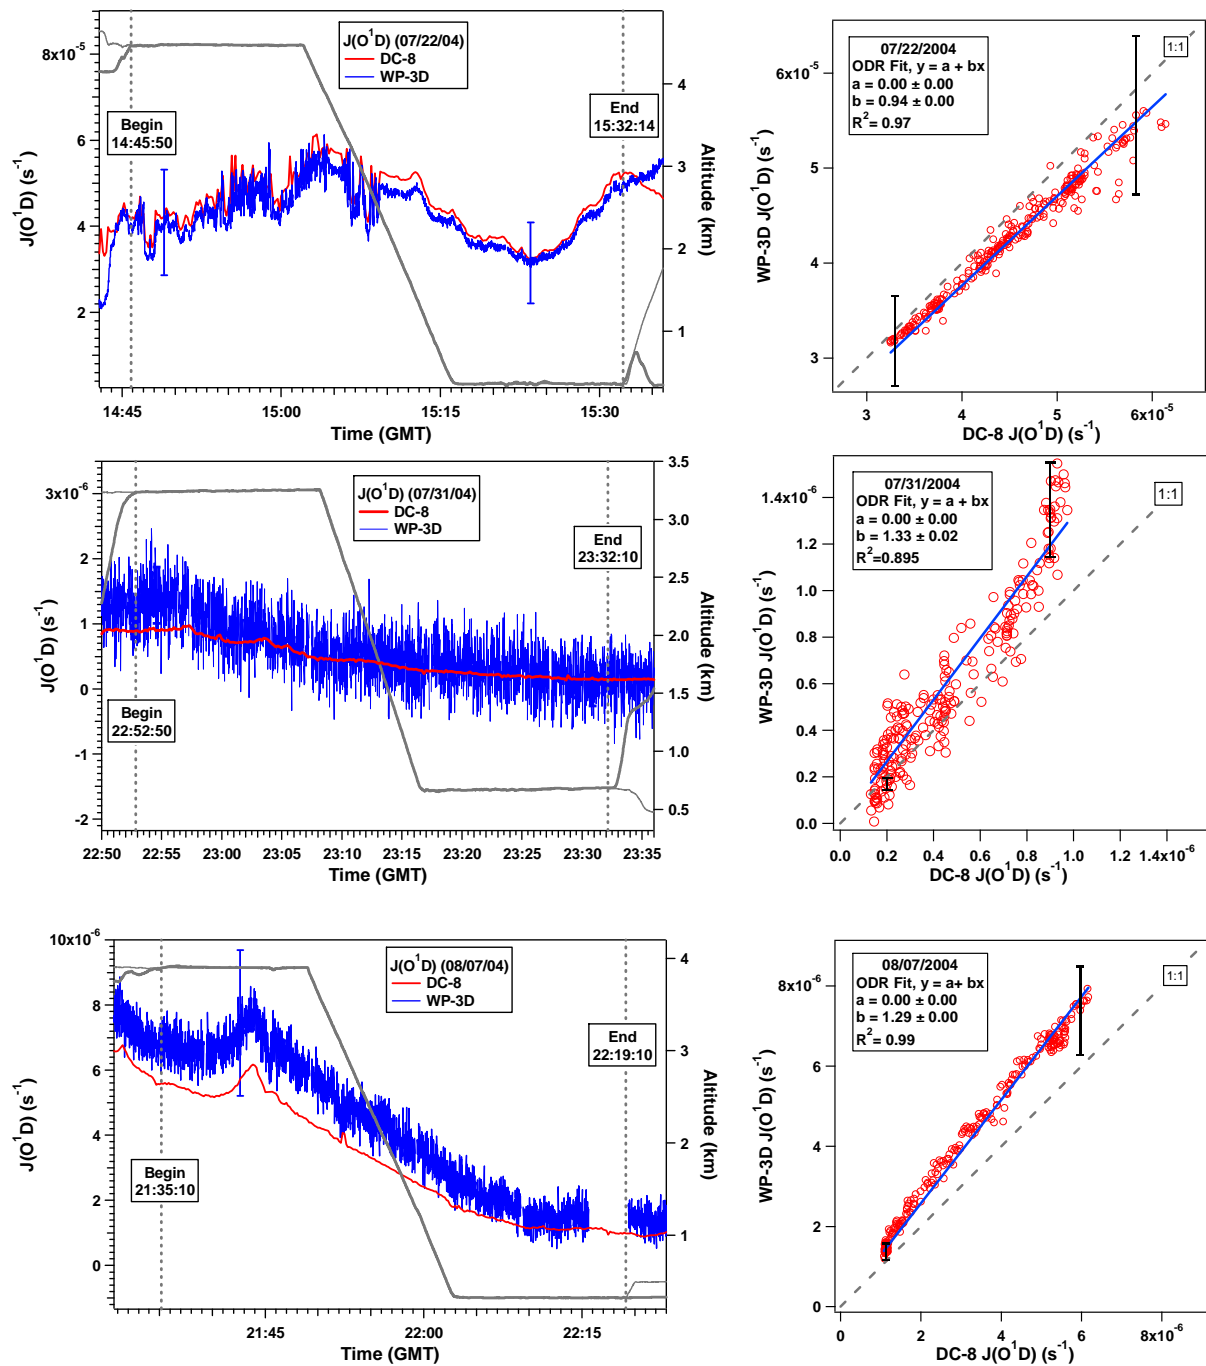 J(O¹D) (07/22/04)
DC-8
WP-3D
Begin
14:45:50
End
15:32:14
8x10⁻⁵
6
4
2
J(O¹D) (s⁻¹)
4
3
2
1
Altitude (km)
14:45
15:00
15:15
15:30
Time (GMT)
07/22/2004
ODR Fit, y = a + bx
a = 0.00 ± 0.00
b = 0.94 ± 0.00
R²= 0.97
1:1
6x10⁻⁵
5
4
3
WP-3D J(O¹D) (s⁻¹)
3
4
5
6x10⁻⁵
DC-8 J(O¹D) (s⁻¹)
J(O¹D) (07/31/04)
DC-8
WP-3D
Begin
22:52:50
End
23:32:10
3x10⁻⁶
2
1
0
-1
-2
J(O¹D) (s⁻¹)
3.5
3.0
2.5
2.0
1.5
1.0
0.5
Altitude (km)
22:50
22:55
23:00
23:05
23:10
23:15
23:20
23:25
23:30
23:35
Time (GMT)
07/31/2004
ODR Fit, y = a + bx
a = 0.00 ± 0.00
b = 1.33 ± 0.02
R²=0.895
1:1
1.4x10⁻⁶
1.2
1.0
0.8
0.6
0.4
0.2
0.0
WP-3D J(O¹D) (s⁻¹)
0.0
0.2
0.4
0.6
0.8
1.0
1.2
1.4x10⁻⁶
DC-8 J(O¹D) (s⁻¹)
J(O¹D) (08/07/04)
DC-8
WP-3D
Begin
21:35:10
End
22:19:10
10x10⁻⁶
8
6
4
2
0
J(O¹D) (s⁻¹)
4
3
2
1
Altitude (km)
21:45
22:00
22:15
Time (GMT)
08/07/2004
ODR Fit, y = a+ bx
a = 0.00 ± 0.00
b = 1.29 ± 0.00
R²= 0.99
1:1
8x10⁻⁶
6
4
2
0
WP-3D J(O¹D) (s⁻¹)
0
2
4
6
8x10⁻⁶
DC-8 J(O¹D) (s⁻¹)